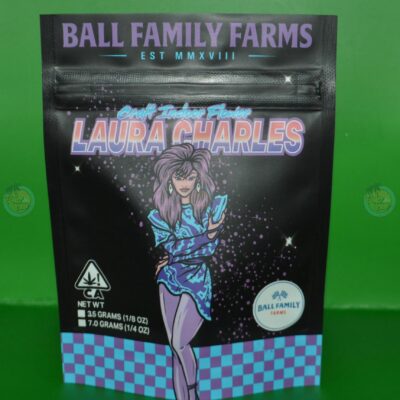 BALL FAMILY FARMS
EST MMXVIII
Craft Indoor Flower
LAURA CHARLES
!
CA
NET WT
3.5 GRAMS (1/8 OZ)
7.0 GRAMS (1/4 OZ)
BALL FAMILY
FARMS